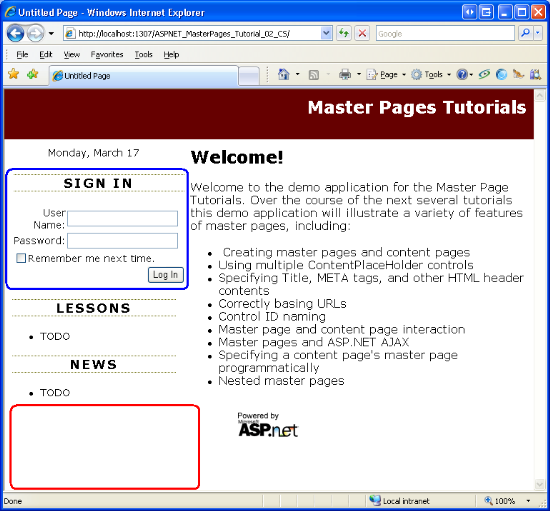 Untitled Page - Windows Internet Explorer
http://localhost:1307/ASPNET_MasterPages_Tutorial_02_CS/
Google
File Edit View Favorites Tools Help
Untitled Page
Page Tools
Master Pages Tutorials
Monday, March 17
SIGN IN
User
Name:
Password:
Remember me next time.
Log In
LESSONS
TODO
NEWS
TODO
Welcome!
Welcome to the demo application for the Master Page
Tutorials. Over the course of the next several tutorials
this demo application will illustrate a variety of features
of master pages, including:
Creating master pages and content pages
Using multiple ContentPlaceHolder controls
Specifying Title, META tags, and other HTML header
contents
Correctly basing URLs
Control ID naming
Master page and content page interaction
Master pages and ASP.NET AJAX
Specifying a content page's master page
programmatically
Nested master pages
Powered by
Microsoft
ASP.net
Done
Local intranet
100%